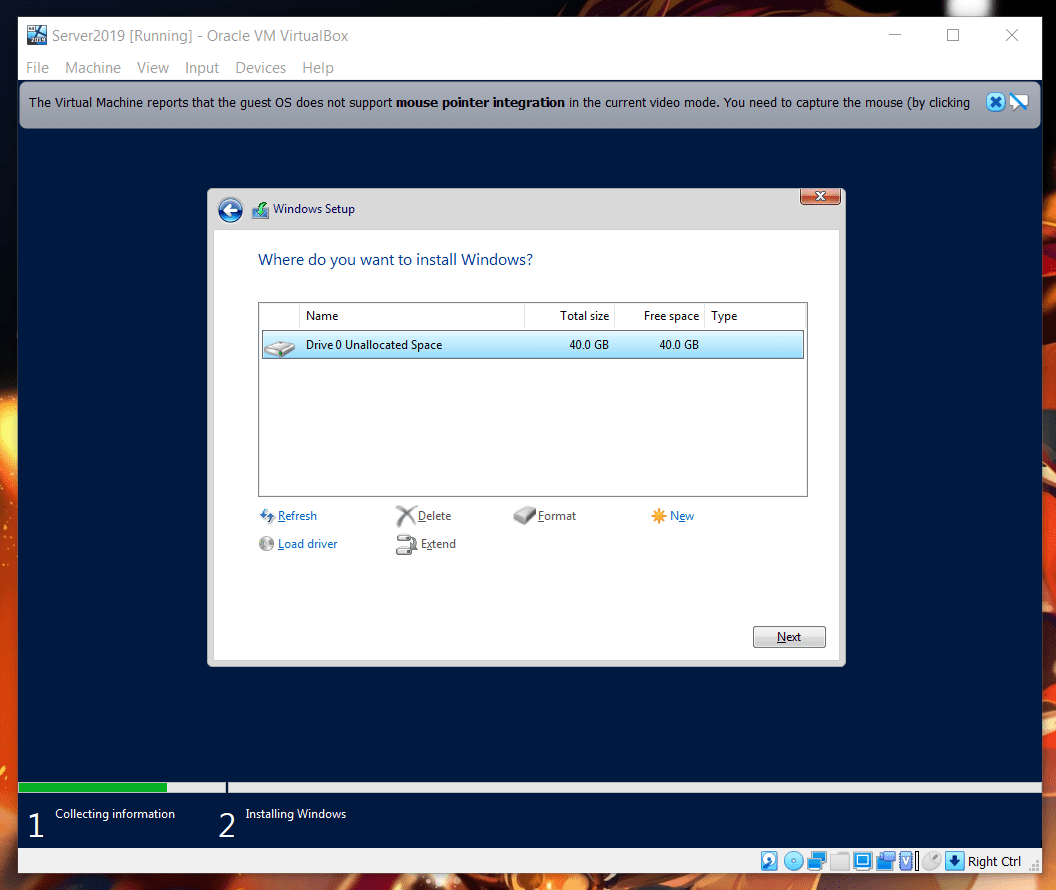 Server2019 [Running] - Oracle VM VirtualBox
File Machine View Input Devices Help
The Virtual Machine reports that the guest OS does not support mouse pointer integration in the current video mode. You need to capture the mouse (by clicking
Windows Setup
Where do you want to install Windows?
Name Total size Free space Type
Drive 0 Unallocated Space 40.0 GB 40.0 GB
Refresh Delete Format New
Load driver Extend
Next
1 Collecting information 2 Installing Windows
Right Ctrl